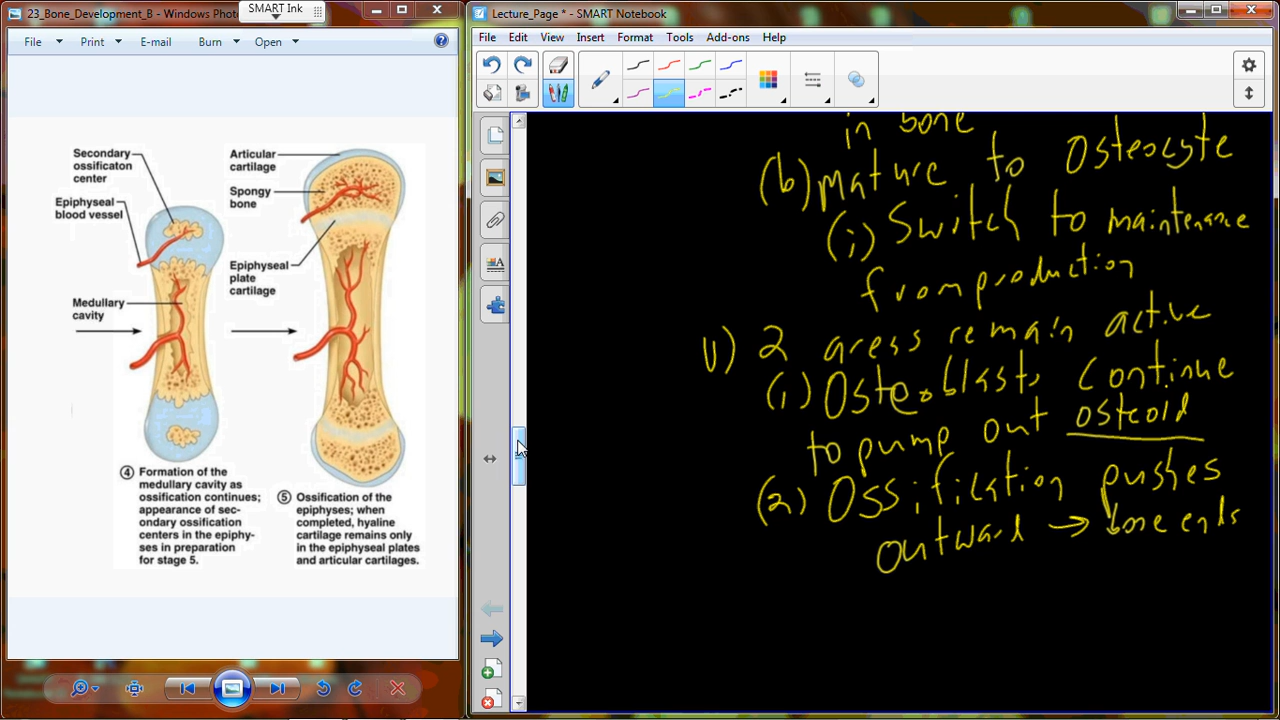 23_Bone_Development_B - Windows Phot
SMART Ink
File Print E-mail Burn Open
Secondary
ossificaton
center
Epiphyseal
blood vessel
Medullary
cavity
Articular
cartilage
Spongy
bone
Epiphyseal
plate
cartilage
④ Formation of the
medullary cavity as
ossification continues;
appearance of sec-
ondary ossification
centers in the epiphy-
ses in preparation
for stage 5.
⑤ Ossification of the
epiphyses; when
completed, hyaline
cartilage remains only
in the epiphyseal plates
and articular cartilages.
Lecture_Page * - SMART Notebook
File Edit View Insert Format Tools Add-ons Help
in bone
(b) mature to Osteocyte
(i) Switch to maintenance
from production
v) 2 areas remain active
(1) Osteoblasts continue
to pump out osteoid
(2) Ossification pushes
outward → bone ends